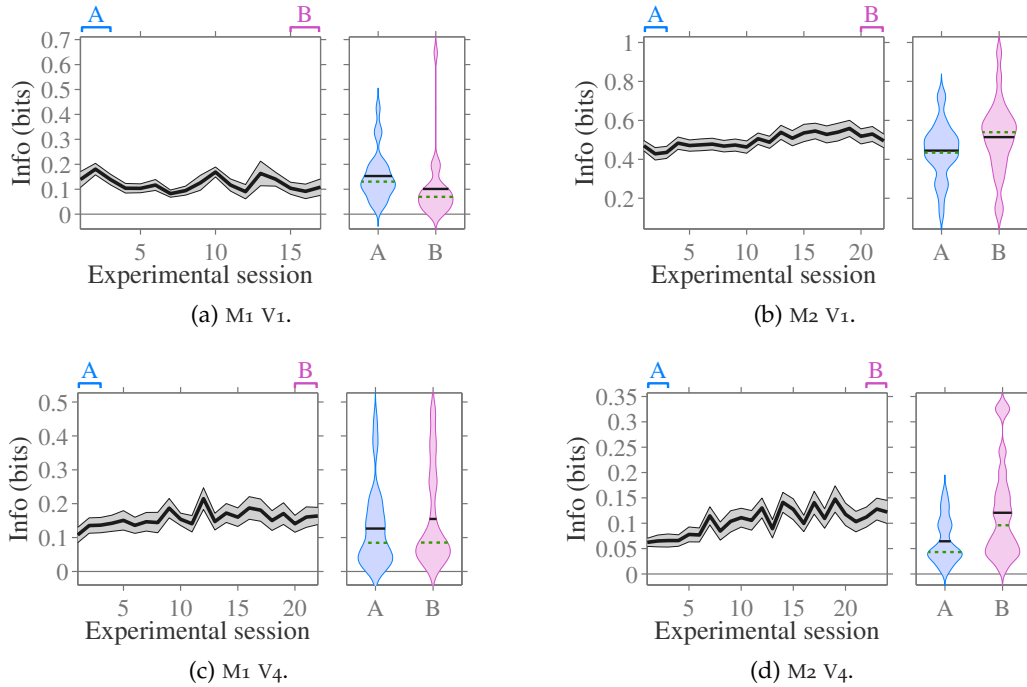 A
B
0.7
0.6
0.5
0.4
0.3
0.2
0.1
0
Info (bits)
5
10
15
Experimental session
A
B
(a) M1 V1.
A
B
1
0.8
0.6
0.4
0.2
Info (bits)
5
10
15
20
Experimental session
A
B
(b) M2 V1.
A
B
0.5
0.4
0.3
0.2
0.1
0
Info (bits)
5
10
15
20
Experimental session
A
B
(c) M1 V4.
A
B
0.35
0.3
0.25
0.2
0.15
0.1
0.05
0
Info (bits)
5
10
15
20
Experimental session
A
B
(d) M2 V4.